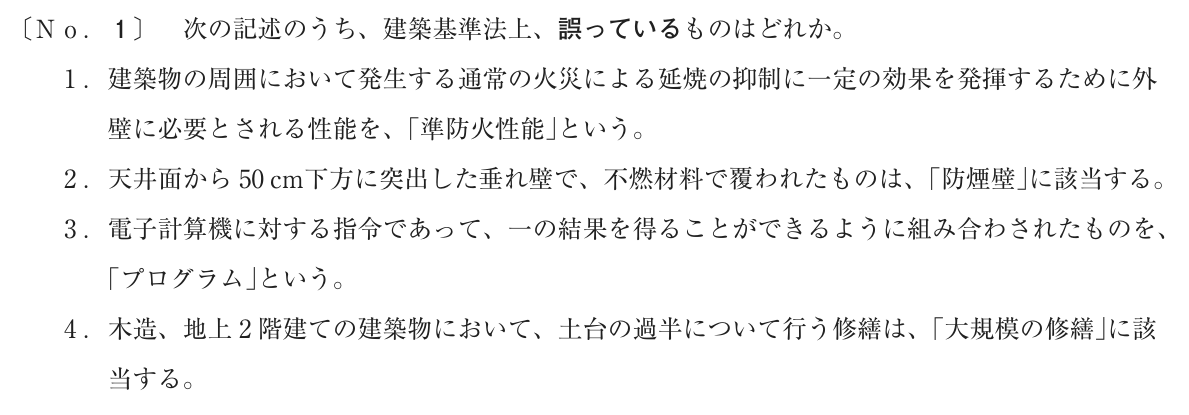 〔Ｎｏ．１〕　次の記述のうち、建築基準法上、誤っているものはどれか。
１．建築物の周囲において発生する通常の火災による延焼の抑制に一定の効果を発揮するために外
壁に必要とされる性能を、「準防火性能」という。
２．天井面から 50 cm下方に突出した垂れ壁で、不燃材料で覆われたものは、「防煙壁」に該当する。
３．電子計算機に対する指令であって、一の結果を得ることができるように組み合わされたものを、
「プログラム」という。
４．木造、地上２階建ての建築物において、土台の過半について行う修繕は、「大規模の修繕」に該
当する。